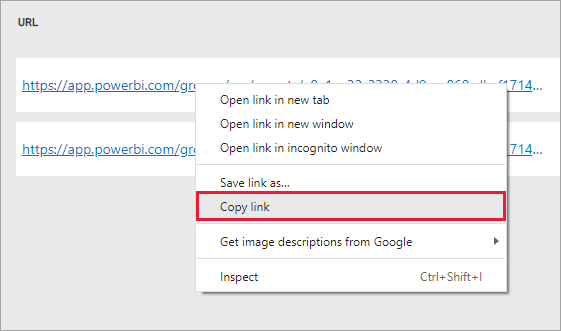 URL
https://app.powerbi.com/gro 1714...
Open link in new tab
Open link in new window
Open link in incognito window
https://app.powerbi.com/gro 1714...
Save link as...
Copy link
Get image descriptions from Google
Inspect Ctrl+Shift+I